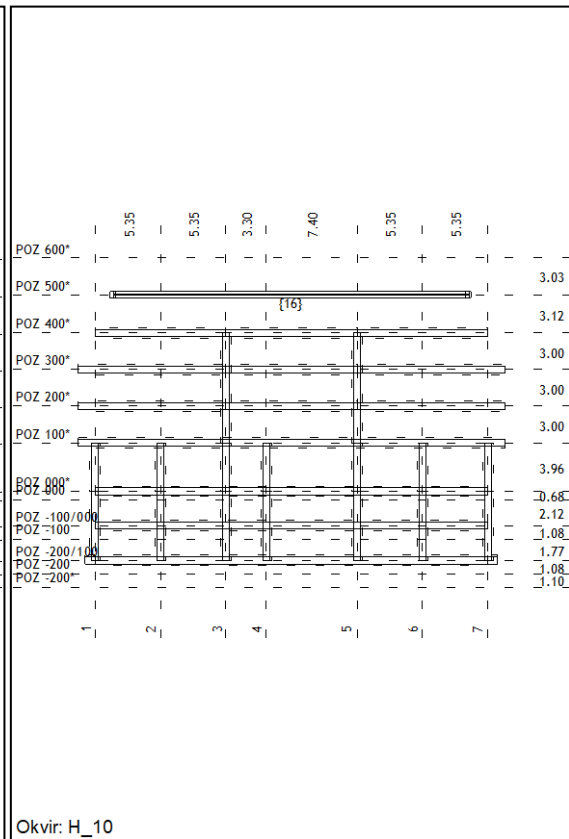 5.35 5.35 3.30 7.40 5.35 5.35
POZ 600*
3.03
POZ 500*
{16}
3.12
POZ 400*
3.00
POZ 300*
3.00
POZ 200*
3.00
POZ 100*
3.96
POZ 000*
POZ 000
0.68
POZ -100/000
2.12
POZ -100
1.08
POZ -200/100
1.77
POZ -200
1.08
POZ -200*
1.10
1 2 3 4 5 6 7
Okvir: H_10